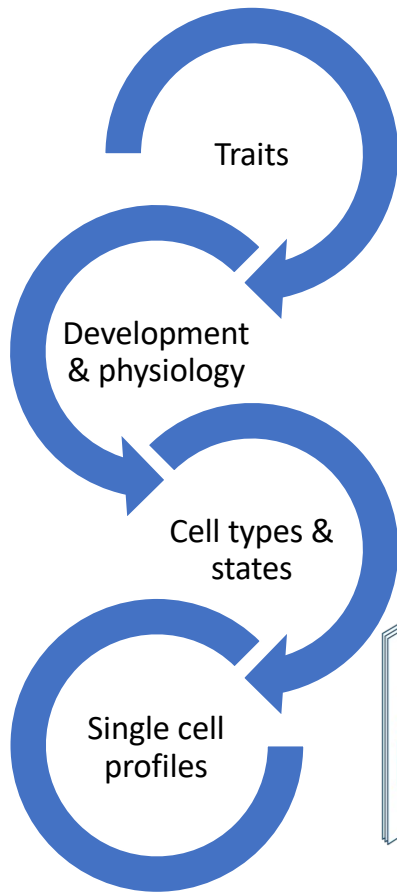 Traits
Development
& physiology
Cell types &
states
Single cell
profiles